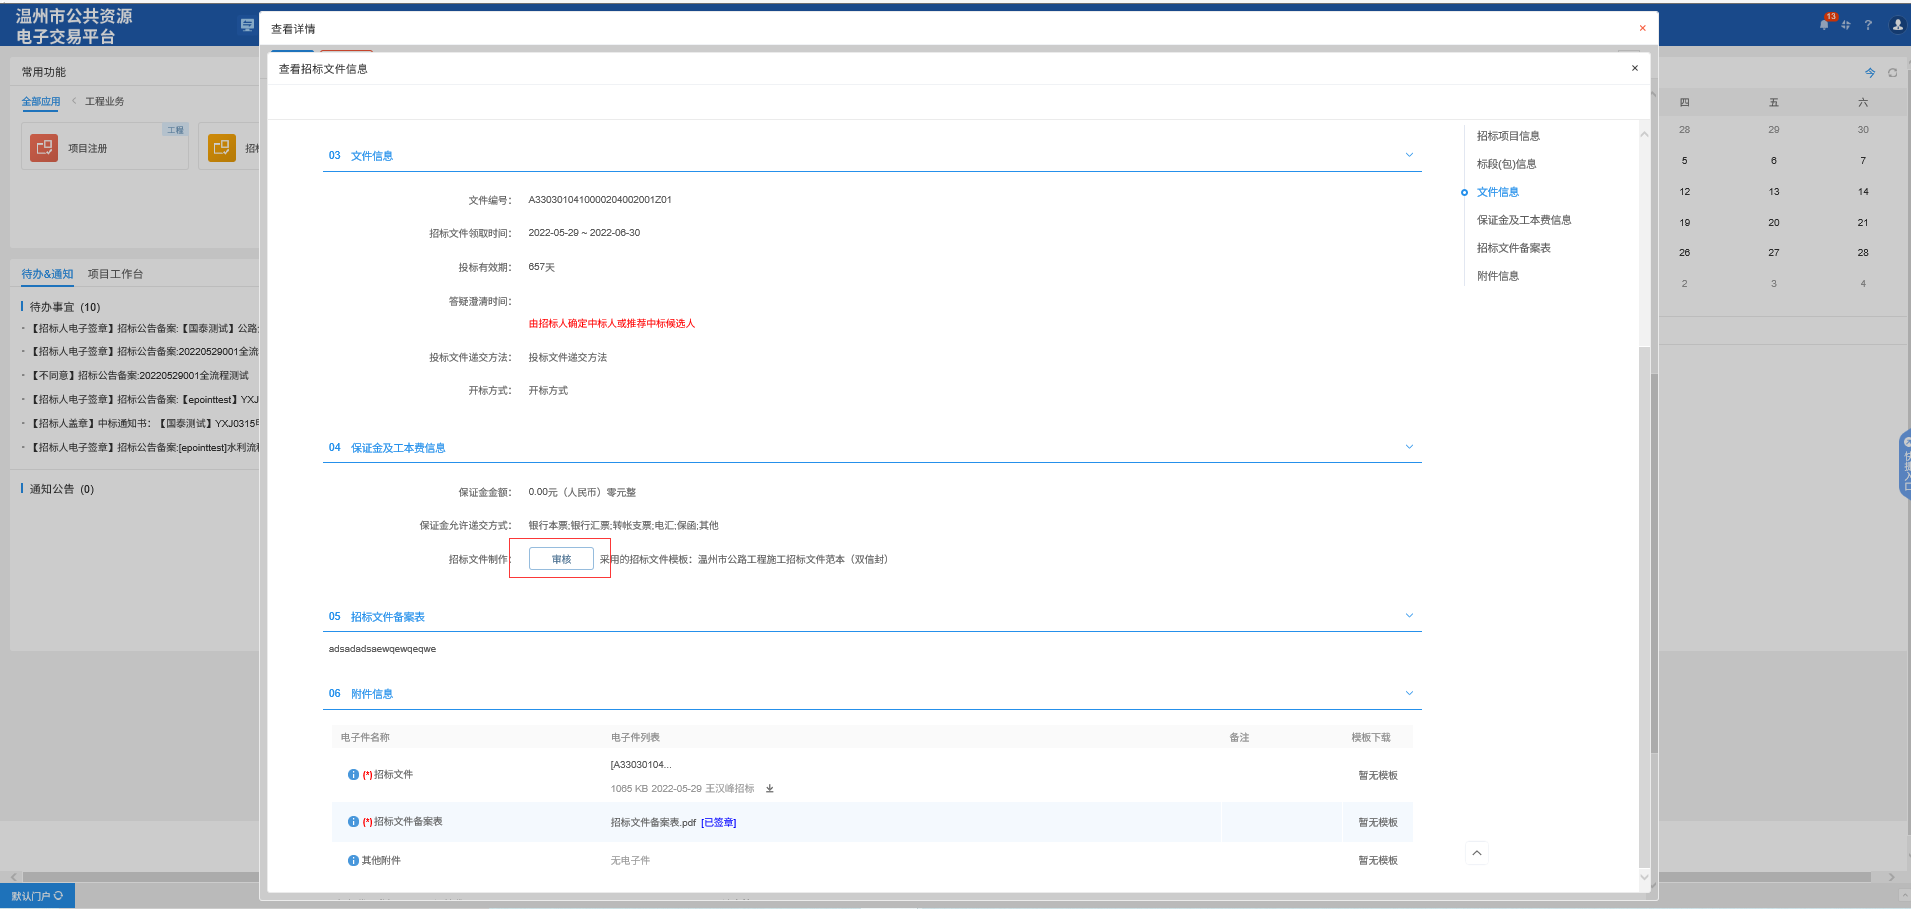 温州市公共资源
电子交易平台
13
查看详情
查看招标文件信息
常用功能
全部应用
工程业务
工程
项目注册
招标
待办&通知
项目工作台
待办事宜 (10)
【招标人电子签章】招标公告备案:【国泰测试】公路
【招标人电子签章】招标公告备案:20220529001全流
【不同意】招标公告备案:20220529001全流程测试
【招标人电子签章】招标公告备案:【epointtest】YXJ
【招标人盖章】中标通知书：【国泰测试】YXJ0315
【招标人电子签章】招标公告备案:[epointtest]水利流
通知公告 (0)
默认门户
03 文件信息
文件编号： A3303010410000204002001Z01
招标文件领取时间： 2022-05-29 ~ 2022-06-30
投标有效期： 657天
答疑澄清时间：
由招标人确定中标人或推荐中标候选人
投标文件递交方法： 投标文件递交方法
开标方式： 开标方式
04 保证金及工本费信息
保证金金额： 0.00元（人民币）零元整
保证金允许递交方式： 银行本票;银行汇票;转帐支票;电汇;保函;其他
招标文件制作： 审核 采用的招标文件模板：温州市公路工程施工招标文件范本（双信封）
05 招标文件备案表
adsadadsaewqewqeqwe
06 附件信息
电子件名称 电子件列表 备注 模板下载
(*)招标文件
[A33030104...
1065 KB 2022-05-29 王汉峰招标
暂无模板
(*)招标文件备案表 招标文件备案表.pdf [已签章] 暂无模板
其他附件 无电子件 暂无模板
招标项目信息
标段(包)信息
文件信息
保证金及工本费信息
招标文件备案表
附件信息
今
四 五 六
28 29 30
5 6 7
12 13 14
19 20 21
26 27 28
2 3 4
快捷入口